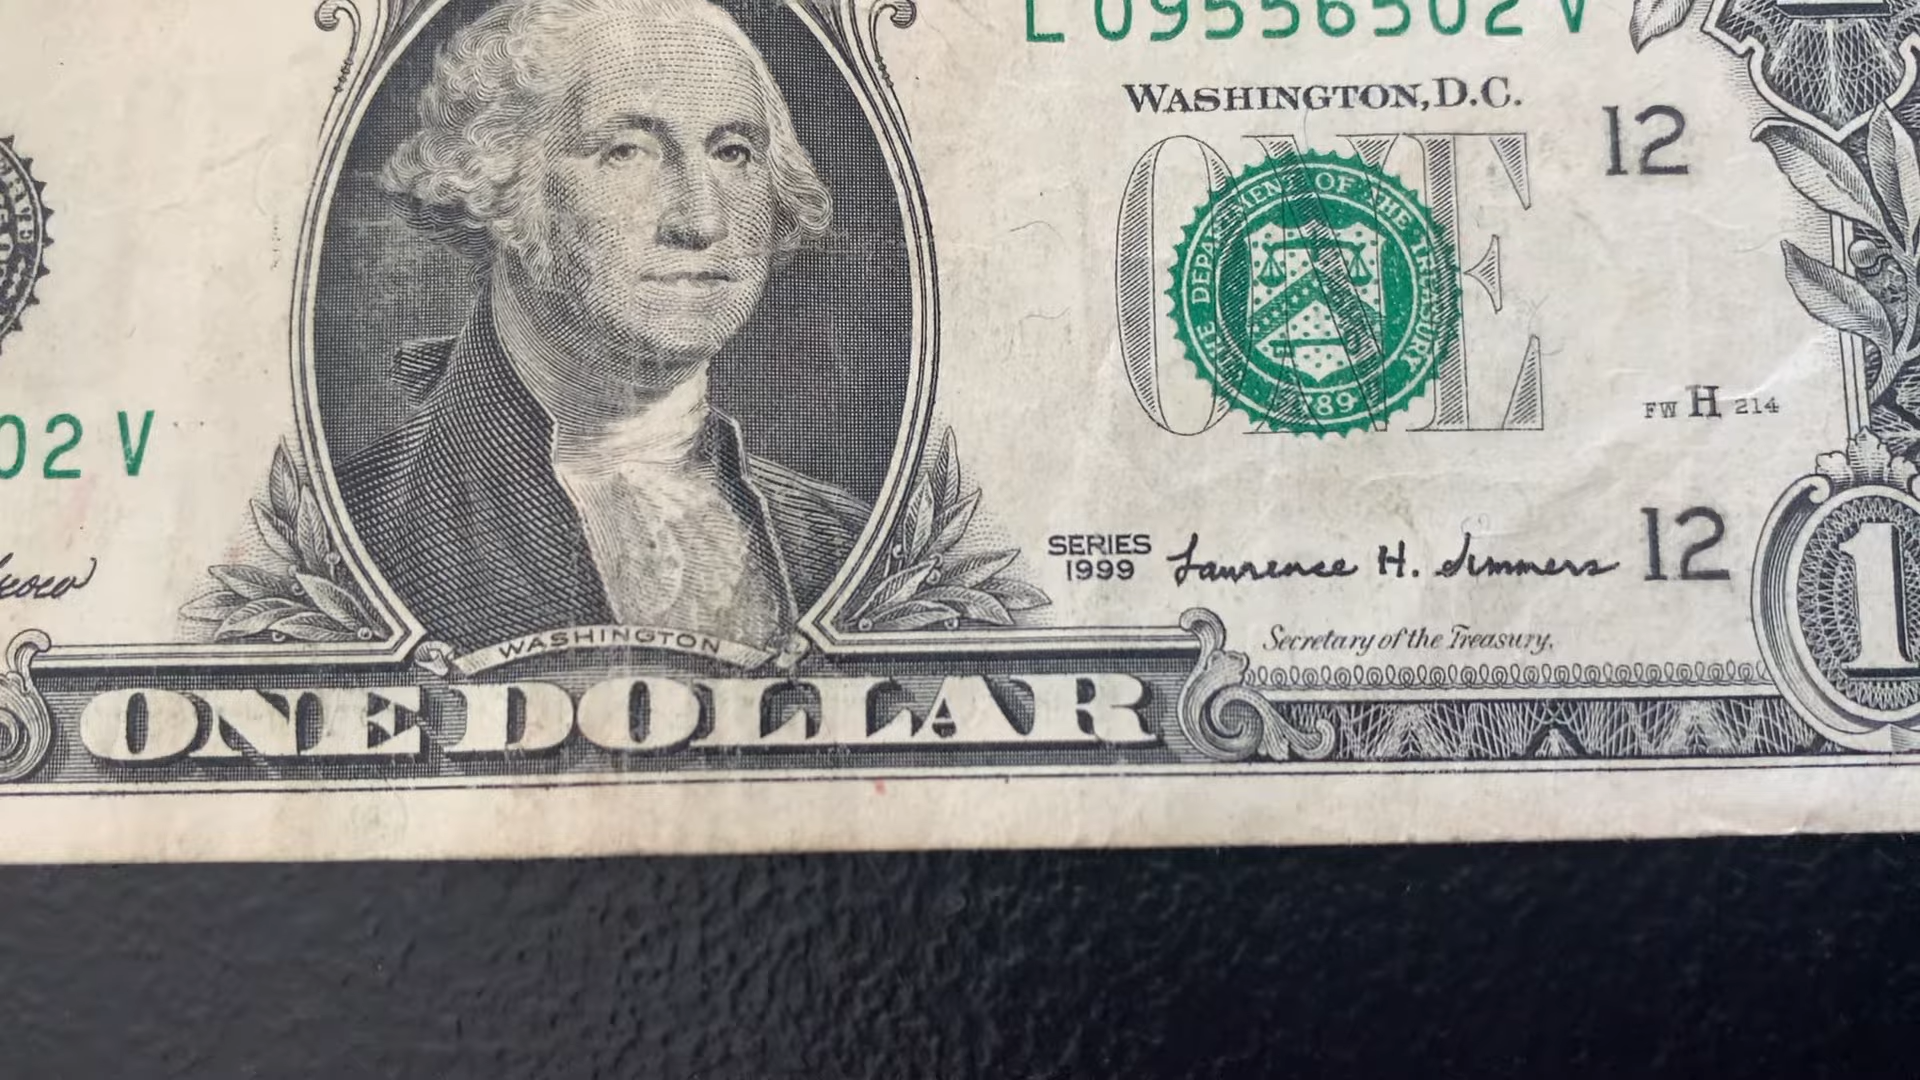 L 09556502 V
WASHINGTON, D.C.
12
ONE
THE DEPARTMENT OF THE TREASURY
1789
FW H 214
02 V
SERIES
1999
Lawrence H. Summers
12
Secretary of the Treasury.
WASHINGTON
ONE DOLLAR
1